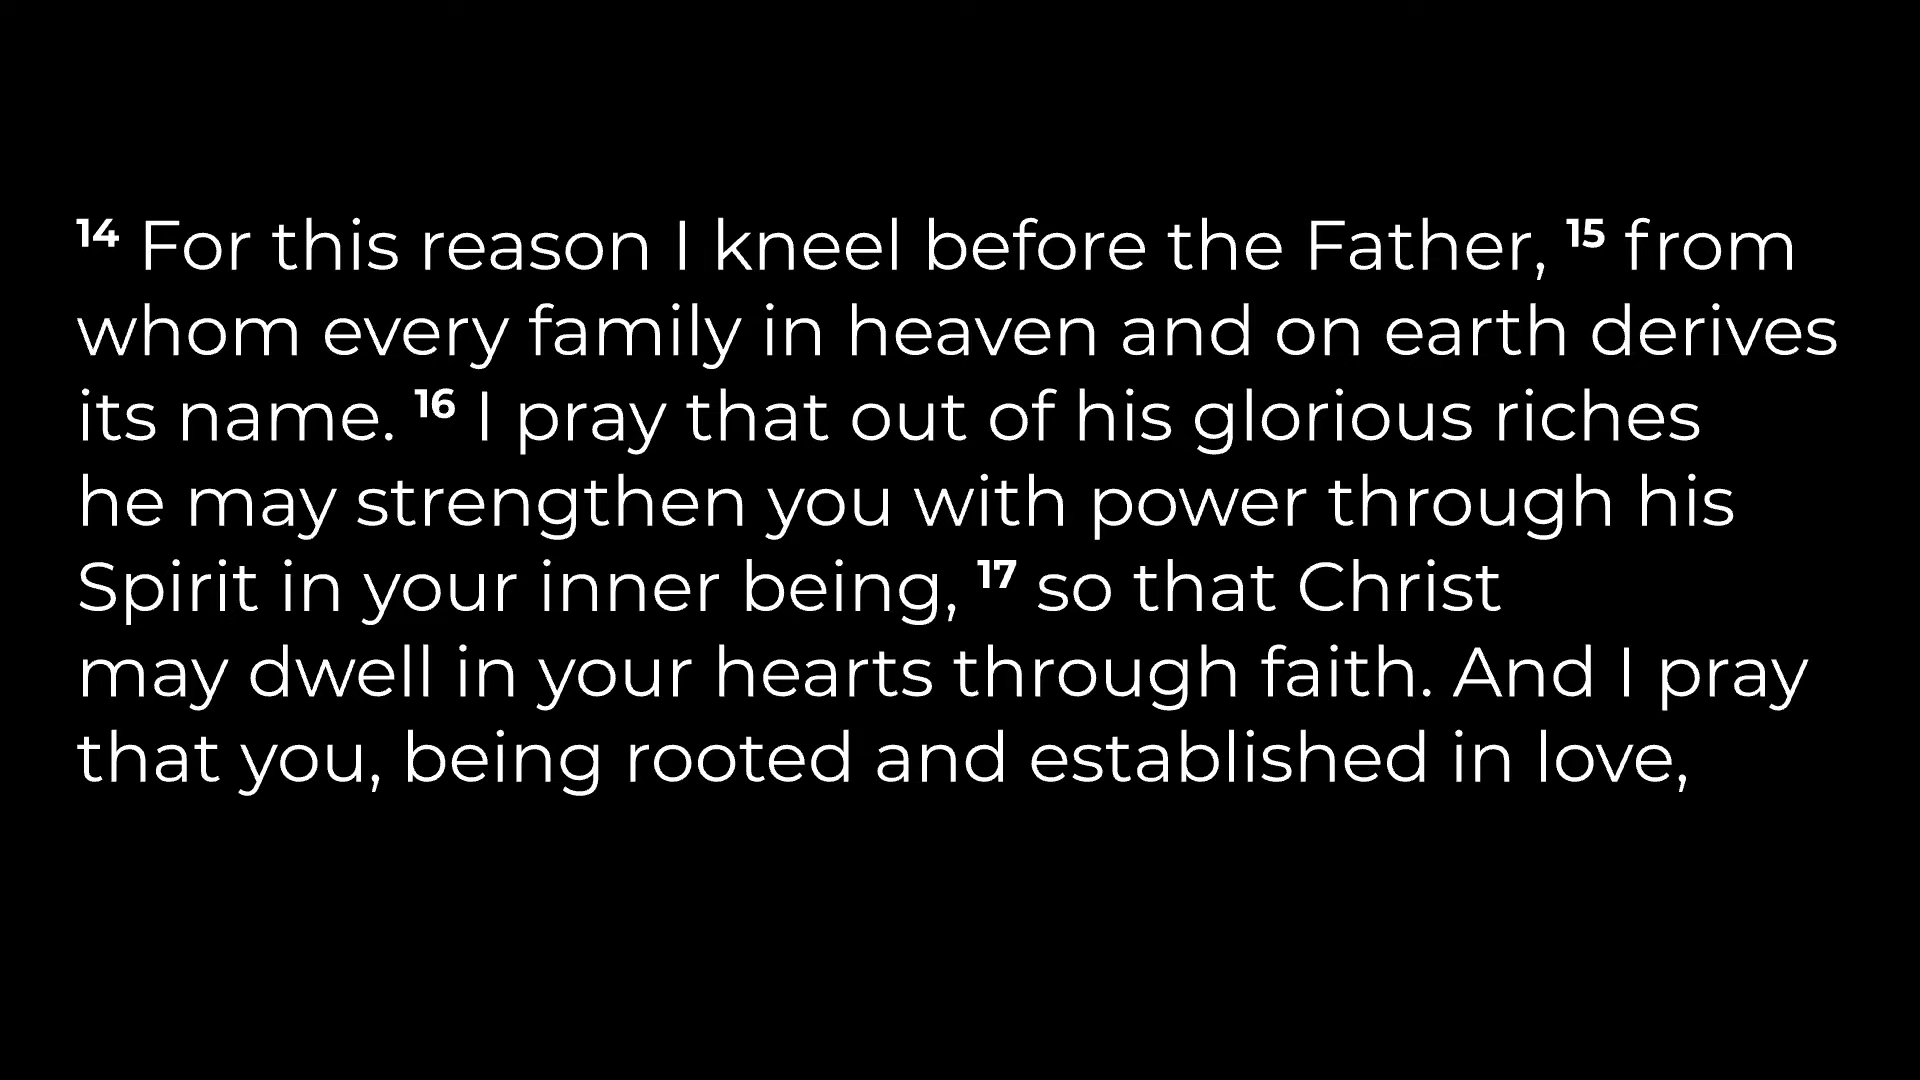 14 For this reason I kneel before the Father, 15 from
whom every family in heaven and on earth derives
its name. 16 I pray that out of his glorious riches
he may strengthen you with power through his
Spirit in your inner being, 17 so that Christ
may dwell in your hearts through faith. And I pray
that you, being rooted and established in love,